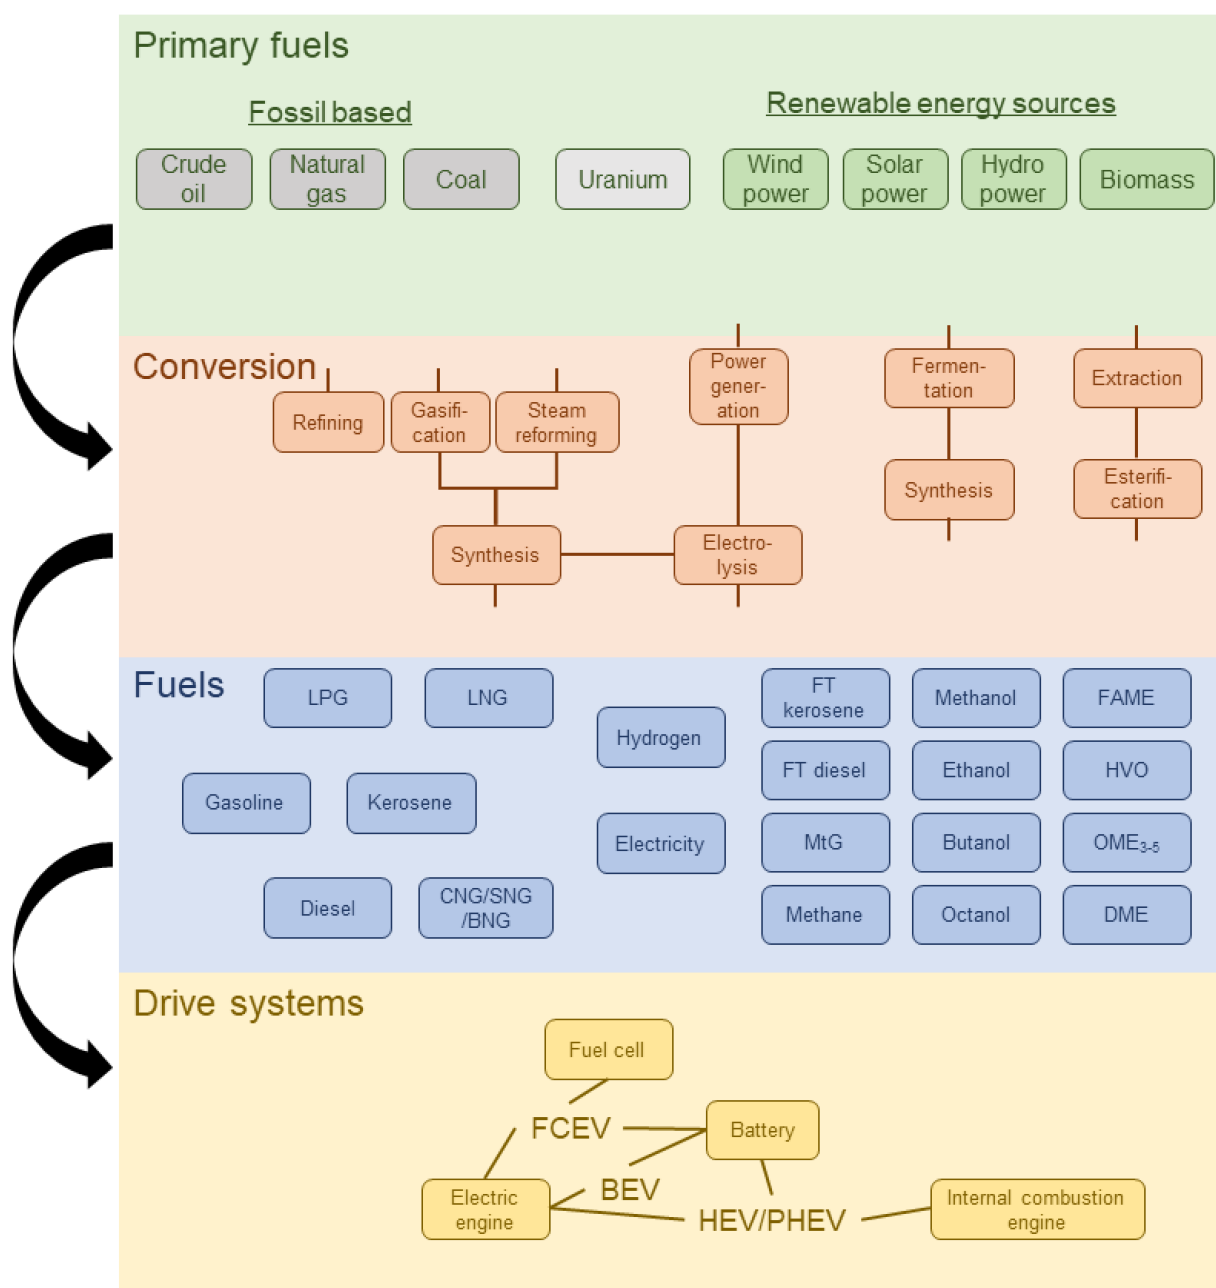 Primary fuels
Fossil based
Renewable energy sources
Crude
oil
Natural
gas
Coal
Uranium
Wind
power
Solar
power
Hydro
power
Biomass
Conversion
Refining
Gasifi-
cation
Steam
reforming
Power
gener-
ation
Fermen-
tation
Extraction
Synthesis
Electro-
lysis
Synthesis
Esterifi-
cation
Fuels
LPG
LNG
Gasoline
Kerosene
Diesel
CNG/SNG
/BNG
Hydrogen
Electricity
FT
kerosene
Methanol
FAME
FT diesel
Ethanol
HVO
MtG
Butanol
OME3-5
Methane
Octanol
DME
Drive systems
Fuel cell
FCEV
Battery
BEV
Electric
engine
HEV/PHEV
Internal combustion
engine